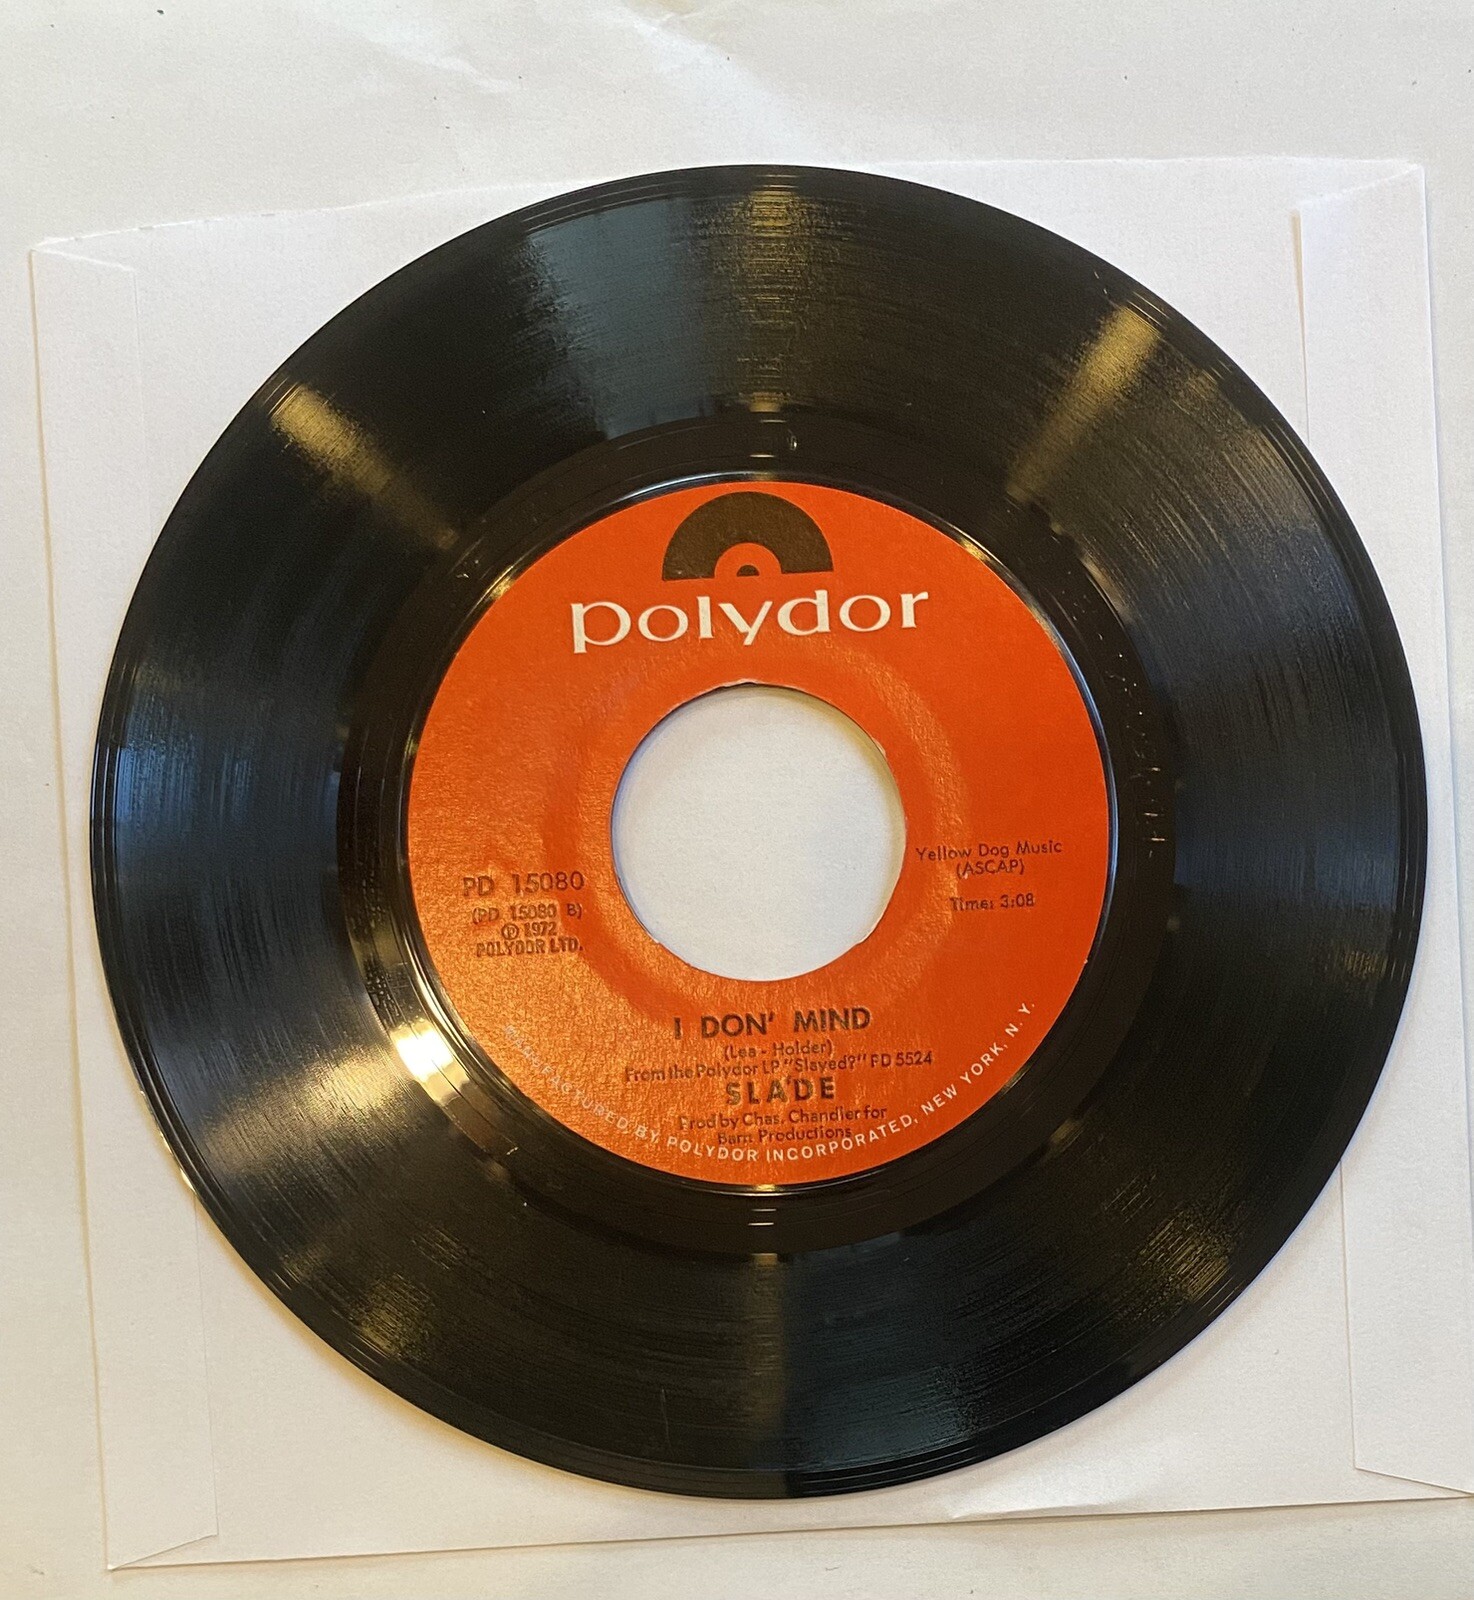 polydor
Yellow Dog Music
(ASCAP)
Time: 3:08
PD 15080
(PD 15080 B)
Ⓟ 1972
POLYDOR LTD.
I DON' MIND
(Lea - Holder)
From the Polydor LP "Slayed?" PD 5524
SLADE
Prod by Chas. Chandler for
Barn Productions
MANUFACTURED BY POLYDOR INCORPORATED, NEW YORK, N. Y.